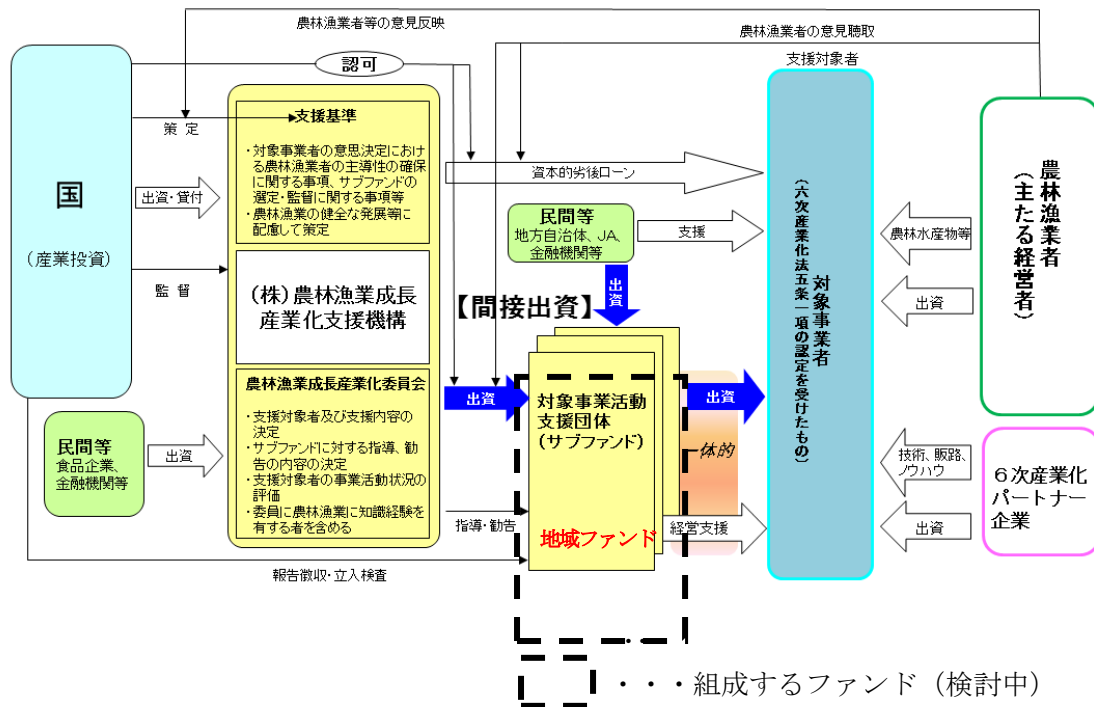 農林漁業者等の意見反映
農林漁業者の意見聴取
認可
支援対象者
国
(産業投資)
策 定
出資・貸付
監 督
支援基準
・対象事業者の意思決定における農林漁業者の主導性の確保に関する事項、サブファンドの選定・監督に関する事項等
・農林漁業の健全な発展等に配慮して策定
(株)農林漁業成長
産業化支援機構
農林漁業成長産業化委員会
・支援対象者及び支援内容の決定
・サブファンドに対する指導、勧告の内容の決定
・支援対象者の事業活動状況の評価
・委員に農林漁業に知識経験を有する者を含める
民間等
食品企業、
金融機関等
出資
資本的劣後ローン
民間等
地方自治体、JA、
金融機関等
支援
出資
【間接出資】
出資
対象事業活動
支援団体
(サブファンド)
地域ファンド
出資
一体的
経営支援
指導・勧告
報告徴収・立入検査
対象事業者
(六次産業化法五条一項の認定を受けたもの)
農林漁業者
(主たる経営者)
農林水産物等
出資
技術、販路、
ノウハウ
出資
6次産業化
パートナー
企業
・・・組成するファンド（検討中）